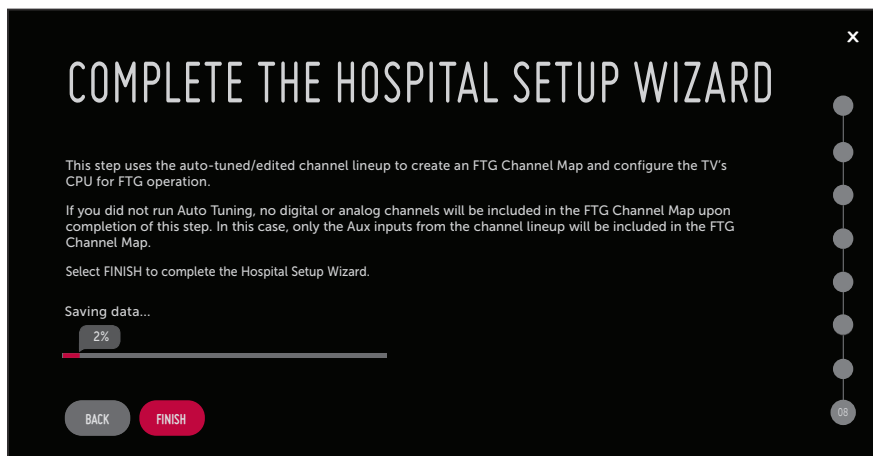 X
COMPLETE THE HOSPITAL SETUP WIZARD
This step uses the auto-tuned/edited channel lineup to create an FTG Channel Map and configure the TV's
CPU for FTG operation.
If you did not run Auto Tuning, no digital or analog channels will be included in the FTG Channel Map upon
completion of this step. In this case, only the Aux inputs from the channel lineup will be included in the FTG
Channel Map.
Select FINISH to complete the Hospital Setup Wizard.
Saving data...
2%
BACK FINISH
08